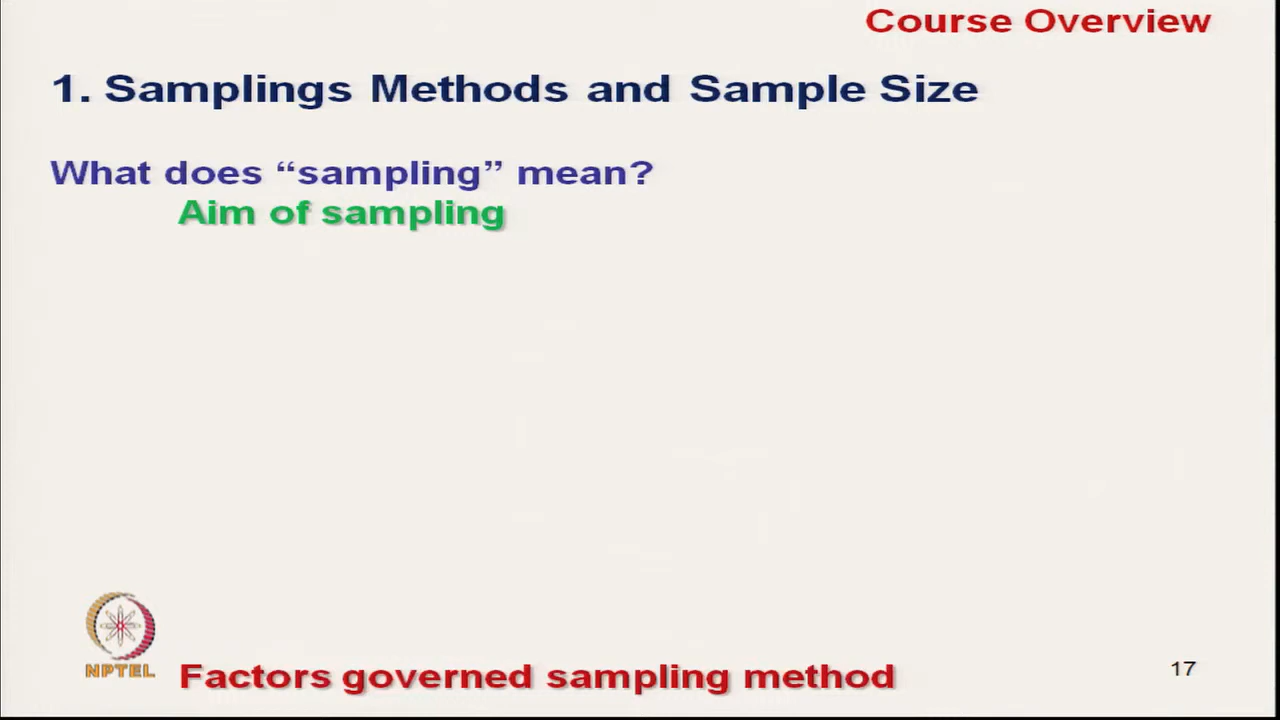 Course Overview
1. Samplings Methods and Sample Size
What does “sampling” mean?
Aim of sampling
NPTEL
Factors governed sampling method
17